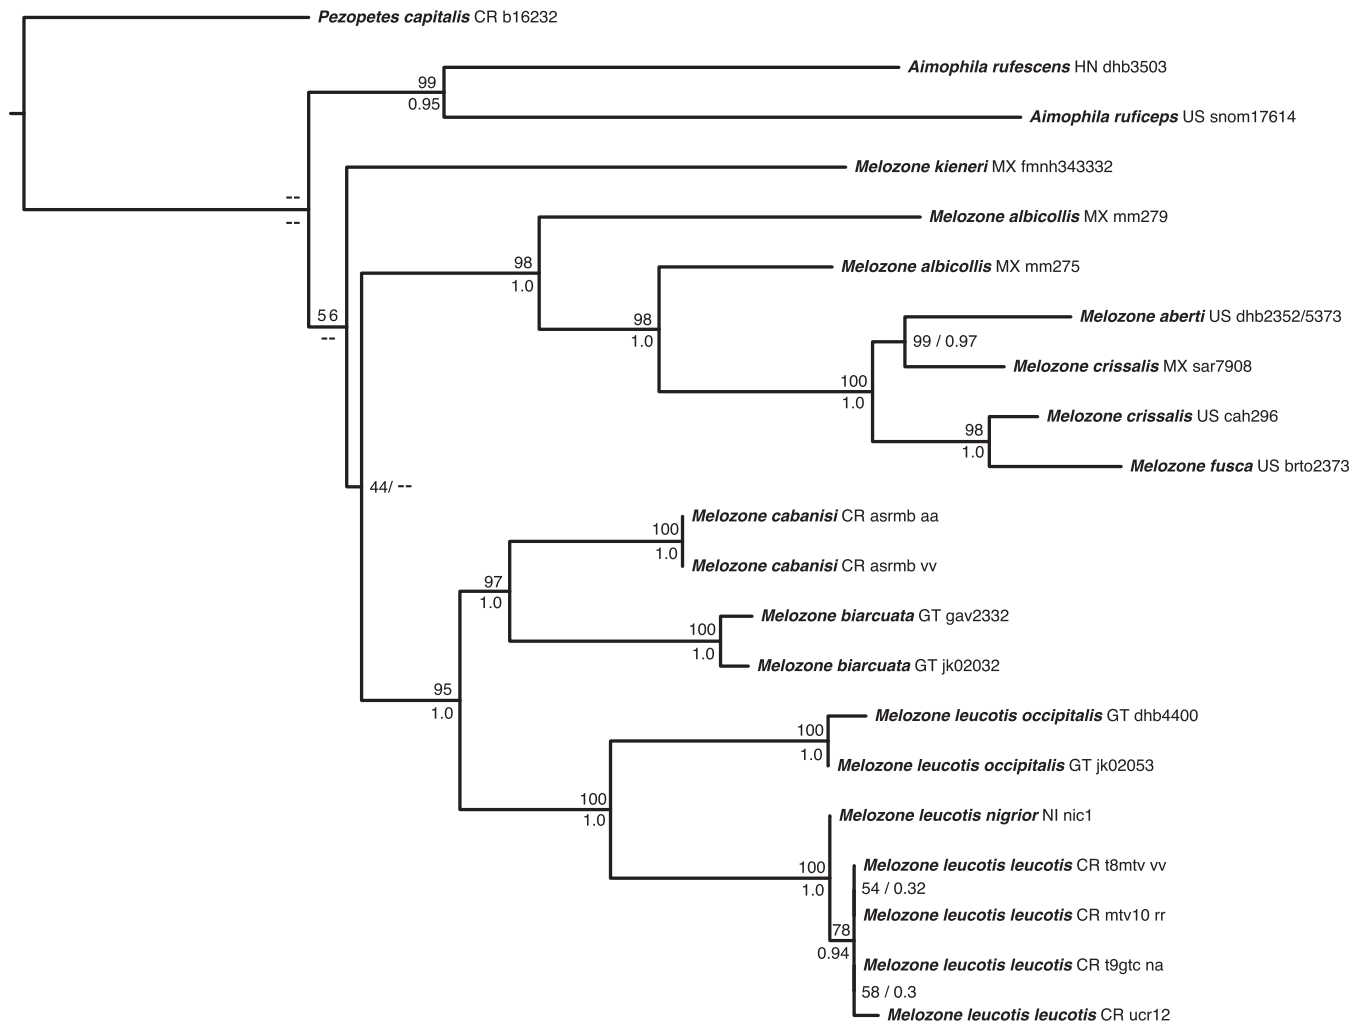 Pezopetes capitalis CR b16232
Aimophila rufescens HN dhb3503
99
0.95
Aimophila ruficeps US snom17614
Melozone kieneri MX fmnh343332
--
--
Melozone albicollis MX mm279
98
1.0
Melozone albicollis MX mm275
56
--
98
1.0
Melozone aberti US dhb2352/5373
99 / 0.97
Melozone crissalis MX sar7908
100
1.0
Melozone crissalis US cah296
98
1.0
Melozone fusca US brto2373
44/ --
Melozone cabanisi CR asrmb aa
100
1.0
Melozone cabanisi CR asrmb vv
97
1.0
Melozone biarcuata GT gav2332
100
1.0
Melozone biarcuata GT jk02032
95
1.0
Melozone leucotis occipitalis GT dhb4400
100
1.0
Melozone leucotis occipitalis GT jk02053
100
1.0
Melozone leucotis nigrior NI nic1
100
1.0
Melozone leucotis leucotis CR t8mtv vv
54 / 0.32
Melozone leucotis leucotis CR mtv10 rr
78
0.94
Melozone leucotis leucotis CR t9gtc na
58 / 0.3
Melozone leucotis leucotis CR ucr12